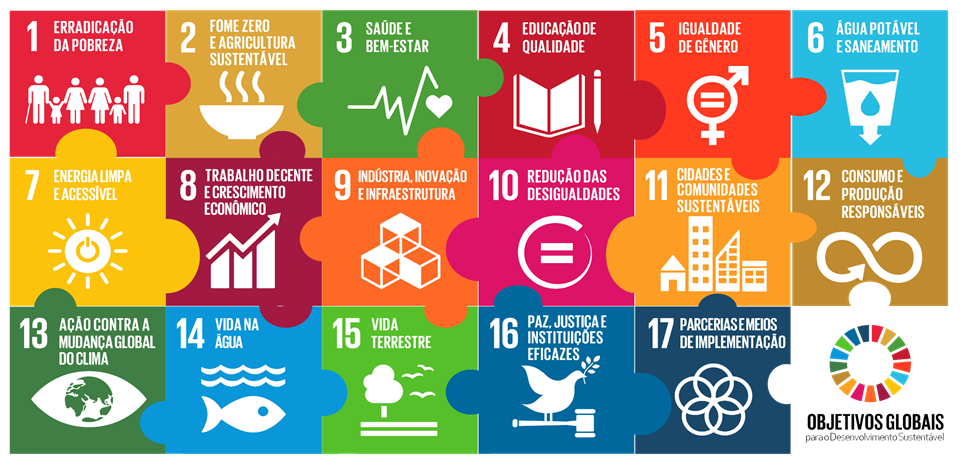 1 ERRADICAÇÃO
DA POBREZA
2 FOME ZERO
E AGRICULTURA
SUSTENTÁVEL
3 SAÚDE E
BEM-ESTAR
4 EDUCAÇÃO DE
QUALIDADE
5 IGUALDADE
DE GÊNERO
6 ÁGUA POTÁVEL
E SANEAMENTO
7 ENERGIA LIMPA
E ACESSÍVEL
8 TRABALHO DECENTE
E CRESCIMENTO
ECONÔMICO
9 INDÚSTRIA, INOVAÇÃO
E INFRAESTRUTURA
10 REDUÇÃO DAS
DESIGUALDADES
11 CIDADES E
COMUNIDADES
SUSTENTÁVEIS
12 CONSUMO E
PRODUÇÃO
RESPONSÁVEIS
13 AÇÃO CONTRA A
MUDANÇA GLOBAL
DO CLIMA
14 VIDA NA
ÁGUA
15 VIDA
TERRESTRE
16 PAZ, JUSTIÇA E
INSTITUIÇÕES
EFICAZES
17 PARCERIAS E MEIOS
DE IMPLEMENTAÇÃO
OBJETIVOS GLOBAIS
para o Desenvolvimento Sustentável